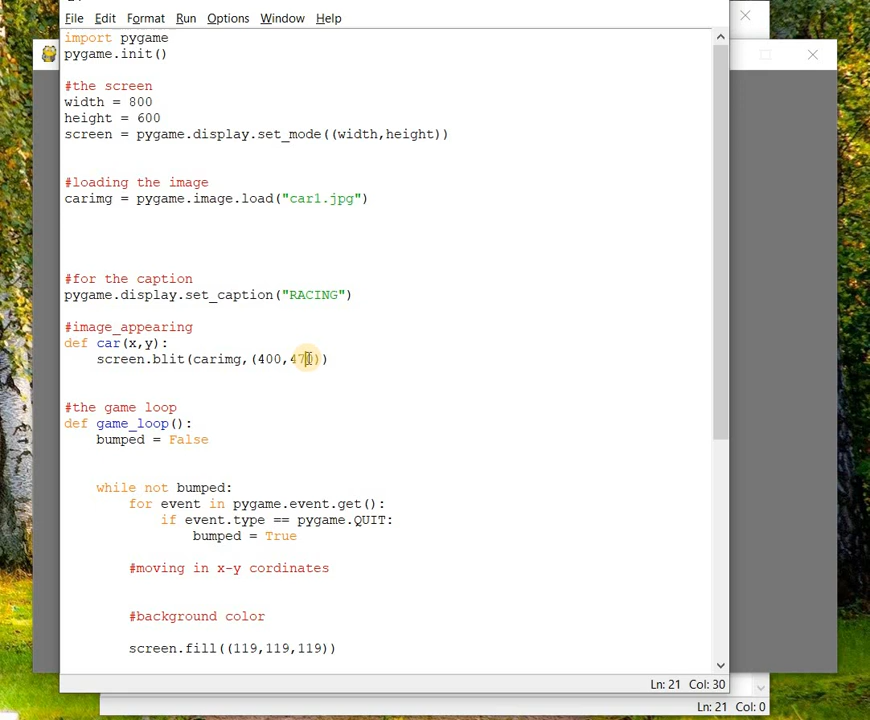 File Edit Format Run Options Window Help
import pygame
pygame.init()
#the screen
width = 800
height = 600
screen = pygame.display.set_mode((width,height))
#loading the image
carimg = pygame.image.load("car1.jpg")
#for the caption
pygame.display.set_caption("RACING")
#image_appearing
def car(x,y):
    screen.blit(carimg,(400,470))
#the game loop
def game_loop():
    bumped = False
    while not bumped:
        for event in pygame.event.get():
            if event.type == pygame.QUIT:
                bumped = True
        #moving in x-y cordinates
        #background color
        screen.fill((119,119,119))
Ln: 21 Col: 30
Ln: 21 Col: 0